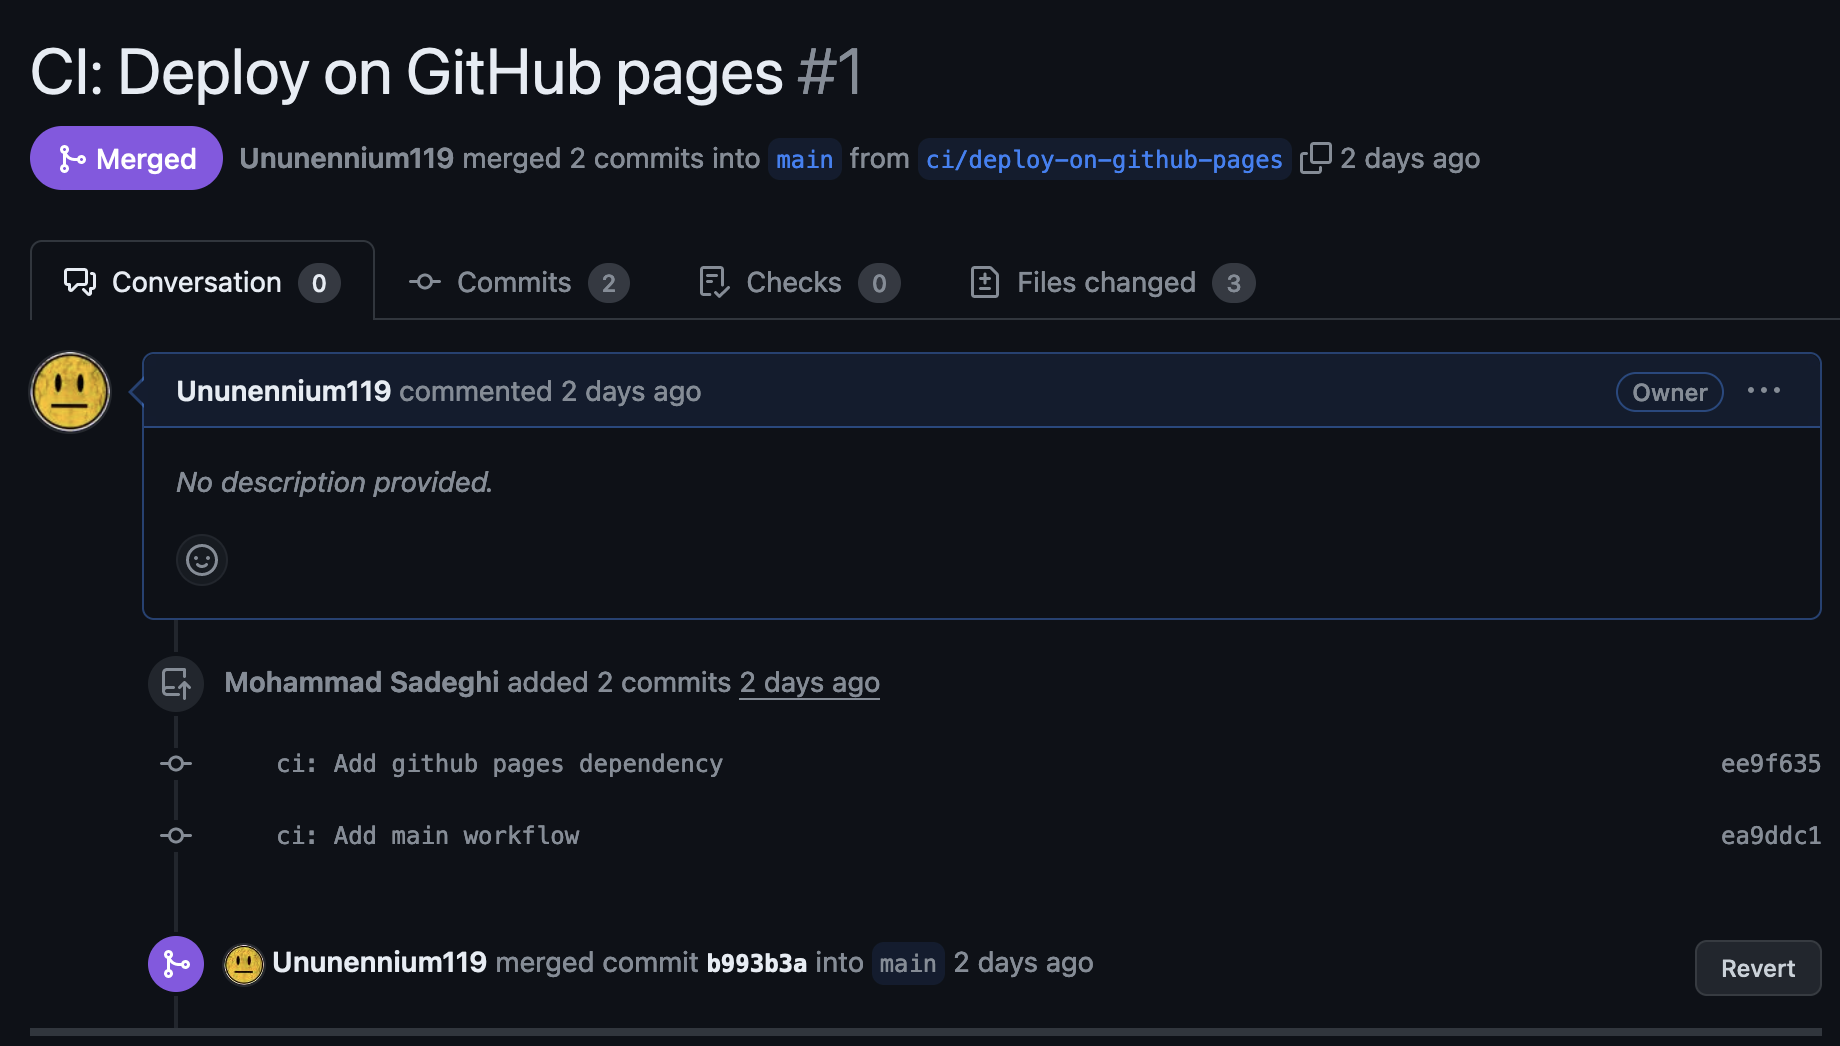 CI: Deploy on GitHub pages #1
Merged Ununennium119 merged 2 commits into main from ci/deploy-on-github-pages 2 days ago
Conversation 0 Commits 2 Checks 0 Files changed 3
Ununennium119 commented 2 days ago Owner ...
No description provided.
Mohammad Sadeghi added 2 commits 2 days ago
ci: Add github pages dependency ee9f635
ci: Add main workflow ea9ddc1
Ununennium119 merged commit b993b3a into main 2 days ago Revert